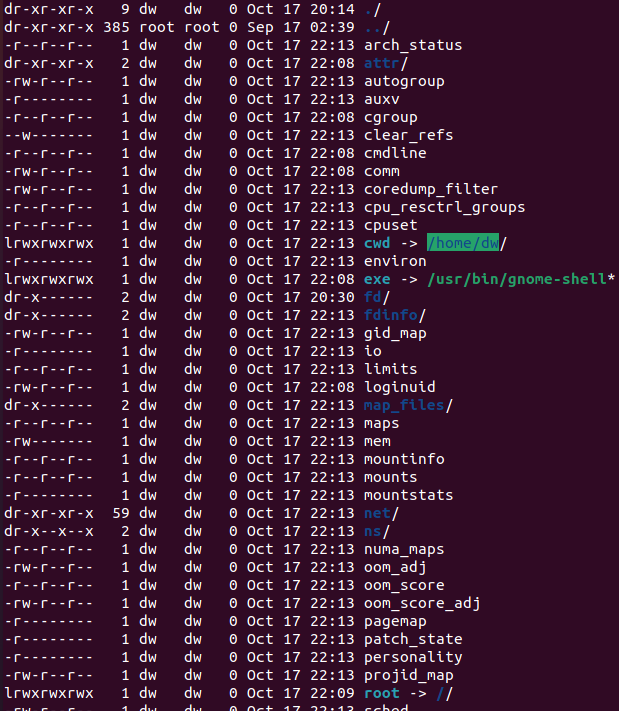 dr-xr-xr-x   9 dw   dw   0 Oct 17 20:14 ./
dr-xr-xr-x 385 root root 0 Sep 17 02:39 ../
-r--r--r--   1 dw   dw   0 Oct 17 22:13 arch_status
dr-xr-xr-x   2 dw   dw   0 Oct 17 22:08 attr/
-rw-r--r--   1 dw   dw   0 Oct 17 22:13 autogroup
-r--------   1 dw   dw   0 Oct 17 22:13 auxv
-r--r--r--   1 dw   dw   0 Oct 17 22:08 cgroup
--w-------   1 dw   dw   0 Oct 17 22:13 clear_refs
-r--r--r--   1 dw   dw   0 Oct 17 22:08 cmdline
-rw-r--r--   1 dw   dw   0 Oct 17 22:08 comm
-rw-r--r--   1 dw   dw   0 Oct 17 22:13 coredump_filter
-r--r--r--   1 dw   dw   0 Oct 17 22:13 cpu_resctrl_groups
-r--r--r--   1 dw   dw   0 Oct 17 22:13 cpuset
lrwxrwxrwx   1 dw   dw   0 Oct 17 22:13 cwd -> /home/dw/
-r--------   1 dw   dw   0 Oct 17 22:13 environ
lrwxrwxrwx   1 dw   dw   0 Oct 17 22:08 exe -> /usr/bin/gnome-shell*
dr-x------   2 dw   dw   0 Oct 17 20:30 fd/
dr-x------   2 dw   dw   0 Oct 17 22:13 fdinfo/
-rw-r--r--   1 dw   dw   0 Oct 17 22:13 gid_map
-r--------   1 dw   dw   0 Oct 17 22:13 io
-r--r--r--   1 dw   dw   0 Oct 17 22:13 limits
-rw-r--r--   1 dw   dw   0 Oct 17 22:08 loginuid
dr-x------   2 dw   dw   0 Oct 17 22:13 map_files/
-r--r--r--   1 dw   dw   0 Oct 17 22:13 maps
-rw-------   1 dw   dw   0 Oct 17 22:13 mem
-r--r--r--   1 dw   dw   0 Oct 17 22:13 mountinfo
-r--r--r--   1 dw   dw   0 Oct 17 22:13 mounts
-r--------   1 dw   dw   0 Oct 17 22:13 mountstats
dr-xr-xr-x  59 dw   dw   0 Oct 17 22:13 net/
dr-x--x--x   2 dw   dw   0 Oct 17 22:13 ns/
-r--r--r--   1 dw   dw   0 Oct 17 22:13 numa_maps
-rw-r--r--   1 dw   dw   0 Oct 17 22:13 oom_adj
-r--r--r--   1 dw   dw   0 Oct 17 22:13 oom_score
-rw-r--r--   1 dw   dw   0 Oct 17 22:13 oom_score_adj
-r--------   1 dw   dw   0 Oct 17 22:13 pagemap
-r--------   1 dw   dw   0 Oct 17 22:13 patch_state
-r--------   1 dw   dw   0 Oct 17 22:13 personality
-rw-r--r--   1 dw   dw   0 Oct 17 22:13 projid_map
lrwxrwxrwx   1 dw   dw   0 Oct 17 22:09 root -> //
-rw-r--r--   1 dw   dw   0 Oct 17 22:13 sched